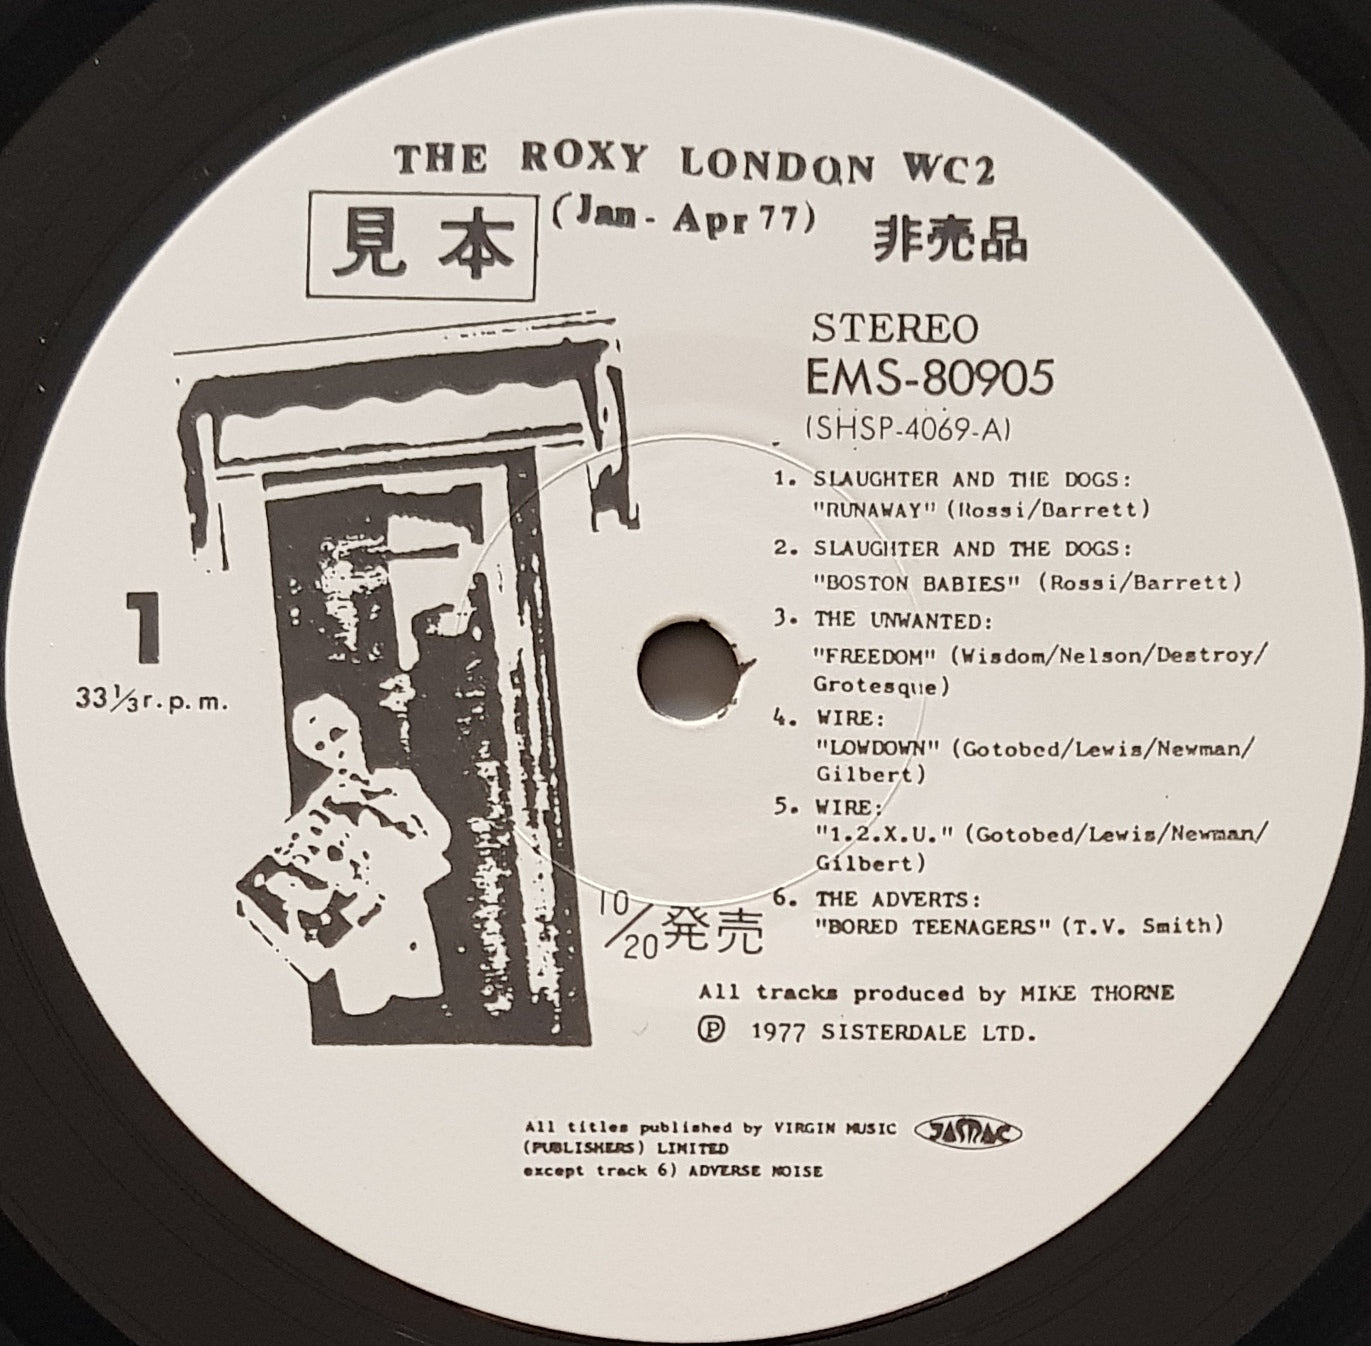 THE ROXY LONDON WC2
(Jan - Apr 77)
見本
非売品
STEREO
EMS-80905
(SHSP-4069-A)
1. SLAUGHTER AND THE DOGS:
"RUNAWAY" (Rossi/Barrett)
2. SLAUGHTER AND THE DOGS:
"BOSTON BABIES" (Rossi/Barrett)
3. THE UNWANTED:
"FREEDOM" (Wisdom/Nelson/Destroy/
Grotesque)
4. WIRE:
"LOWDOWN" (Gotobed/Lewis/Newman/
Gilbert)
5. WIRE:
"1.2.X.U." (Gotobed/Lewis/Newman/
Gilbert)
6. THE ADVERTS:
"BORED TEENAGERS" (T.V. Smith)
1
33⅓ r.p.m.
10/20発売
All tracks produced by MIKE THORNE
Ⓟ 1977 SISTERDALE LTD.
All titles published by VIRGIN MUSIC
(PUBLISHERS) LIMITED
except track 6) ADVERSE NOISE
JASRAC